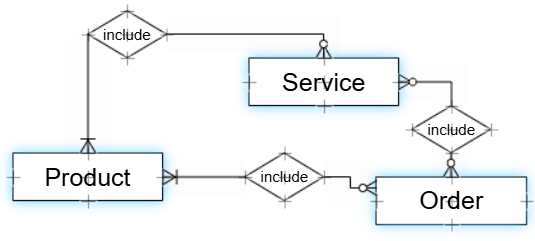 include
Service
include
Product
include
Order